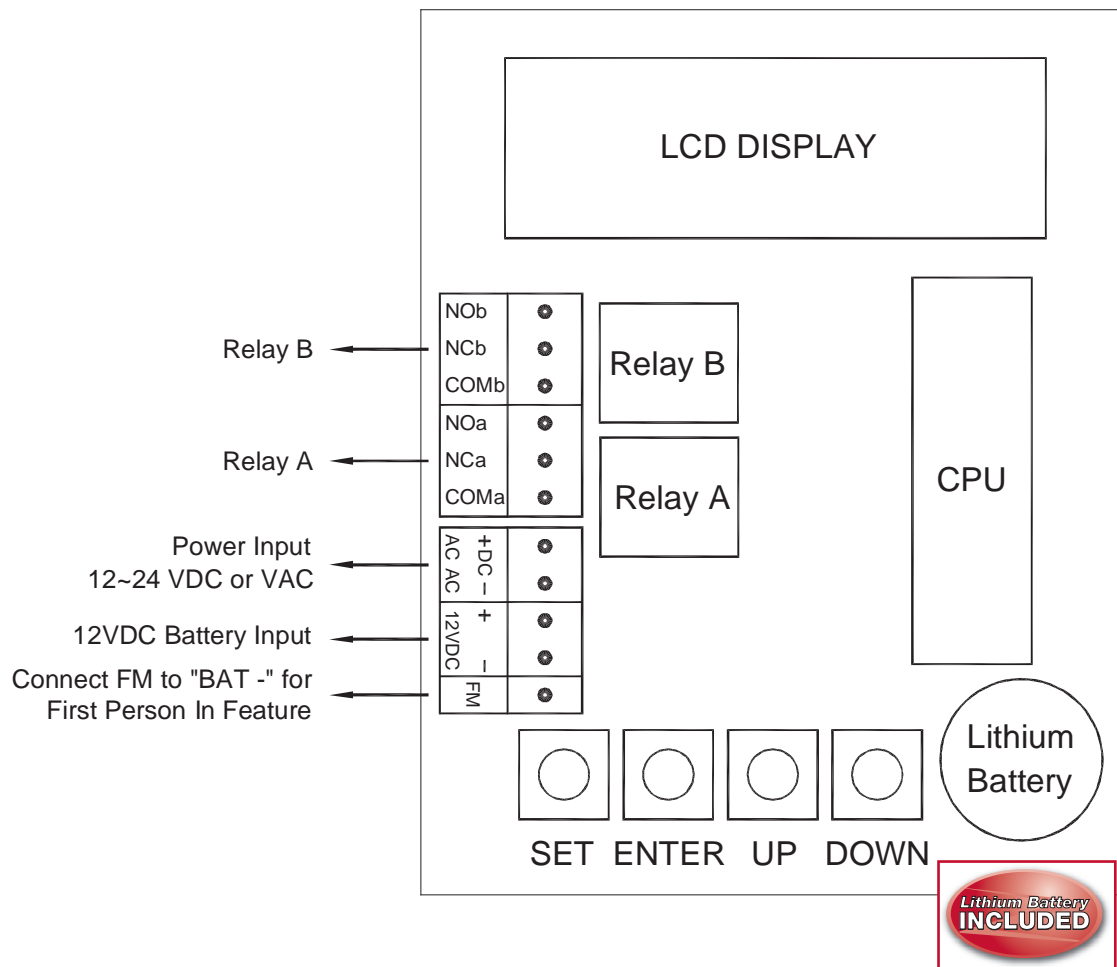 LCD DISPLAY
NOb
NCb
COMb
Relay B
Relay B
NOa
NCa
COMa
Relay A
Relay A
CPU
Power Input
12~24 VDC or VAC
AC AC
+DC –
12VDC Battery Input
12VDC
+ –
Connect FM to "BAT -" for
First Person In Feature
FM
Lithium
Battery
SET ENTER UP DOWN
Lithium Battery
INCLUDED